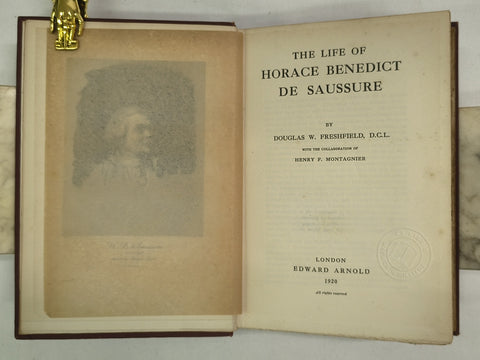 THE LIFE OF
HORACE BENEDICT
DE SAUSSURE
BY
DOUGLAS W. FRESHFIELD, D.C.L.
WITH THE COLLABORATION OF
HENRY F. MONTAGNIER
LONDON
EDWARD ARNOLD
1920
All rights reserved